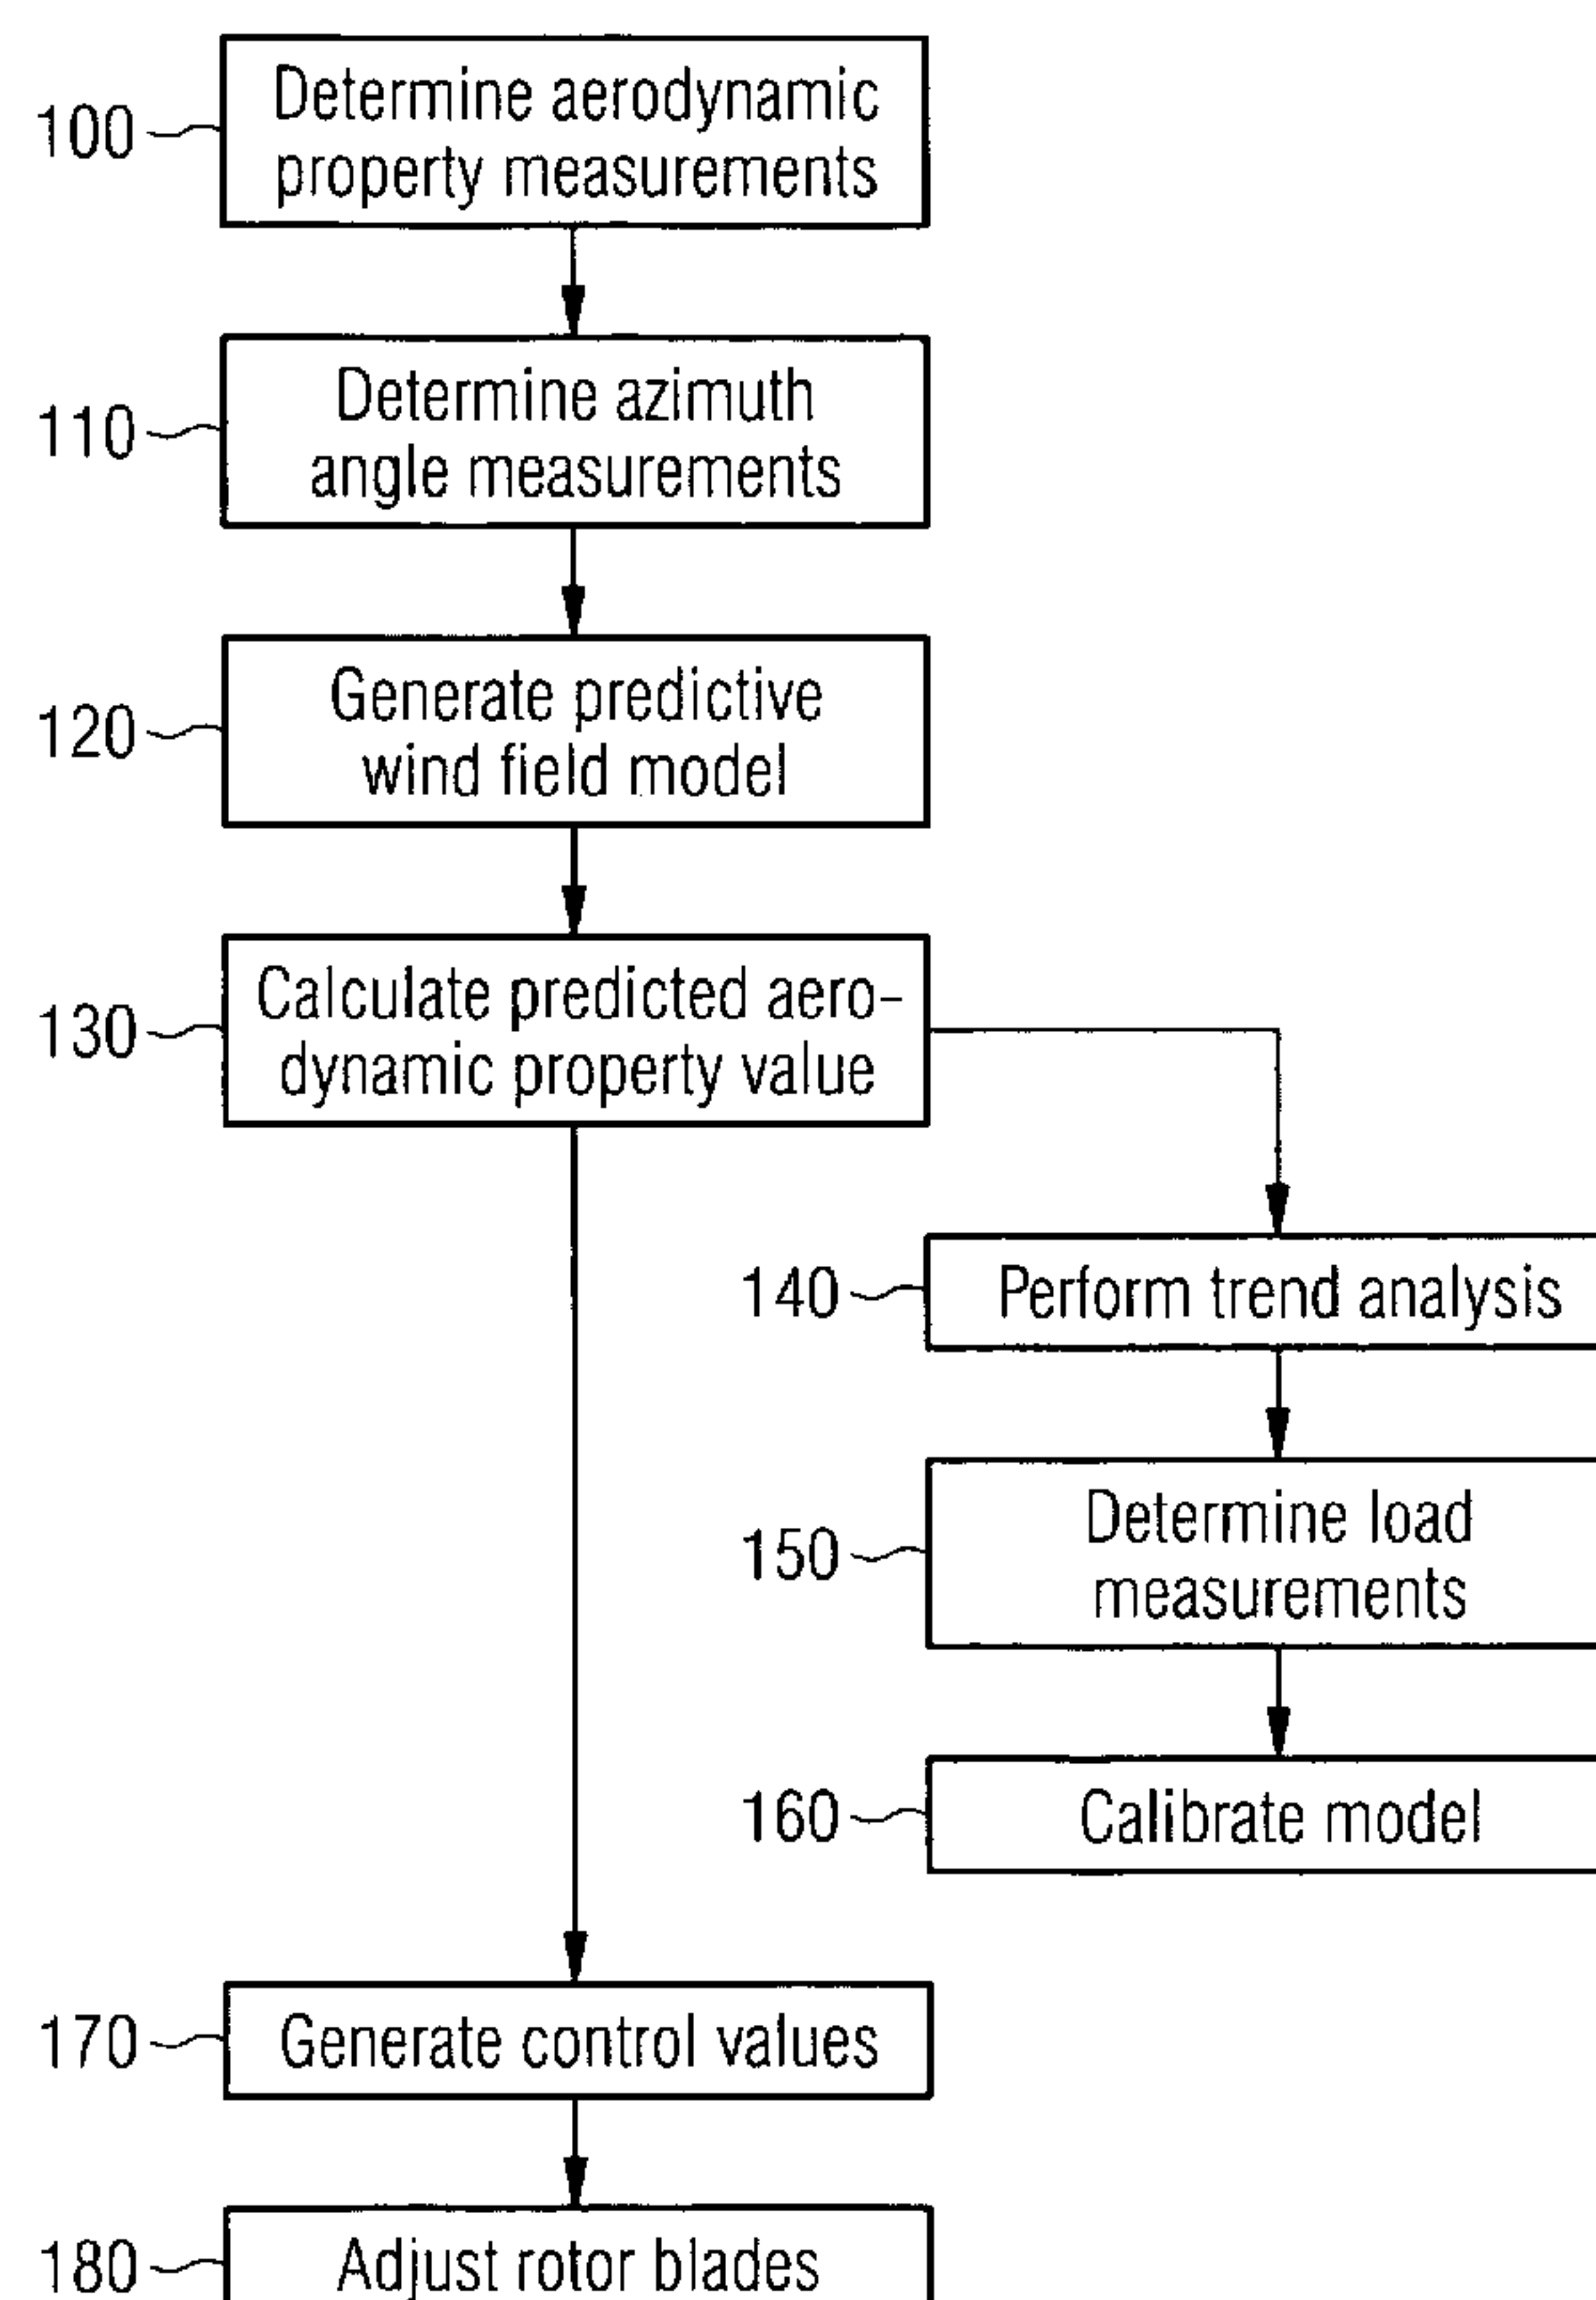 100
Determine aerodynamic
property measurements
110
Determine azimuth
angle measurements
120
Generate predictive
wind field model
130
Calculate predicted aero-
dynamic property value
140
Perform trend analysis
150
Determine load
measurements
160
Calibrate model
170
Generate control values
180
Adjust rotor blades